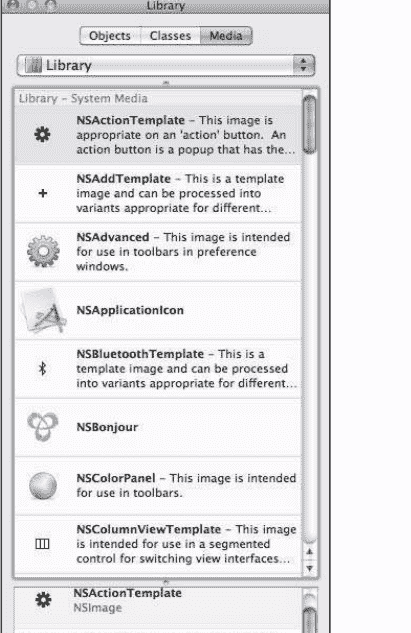 Library
Objects Classes Media
Library
Library – System Media
NSActionTemplate – This image is
appropriate on an 'action' button. An
action button is a popup that has the...
NSAddTemplate – This is a template
image and can be processed into
variants appropriate for different...
NSAdvanced – This image is intended
for use in toolbars in preference
windows.
NSApplicationIcon
NSBluetoothTemplate – This is a
template image and can be processed
into variants appropriate for different...
NSBonjour
NSColorPanel – This image is intended
for use in toolbars.
NSColumnViewTemplate – This image
is intended for use in a segmented
control for switching view interfaces...
NSActionTemplate
NSImage